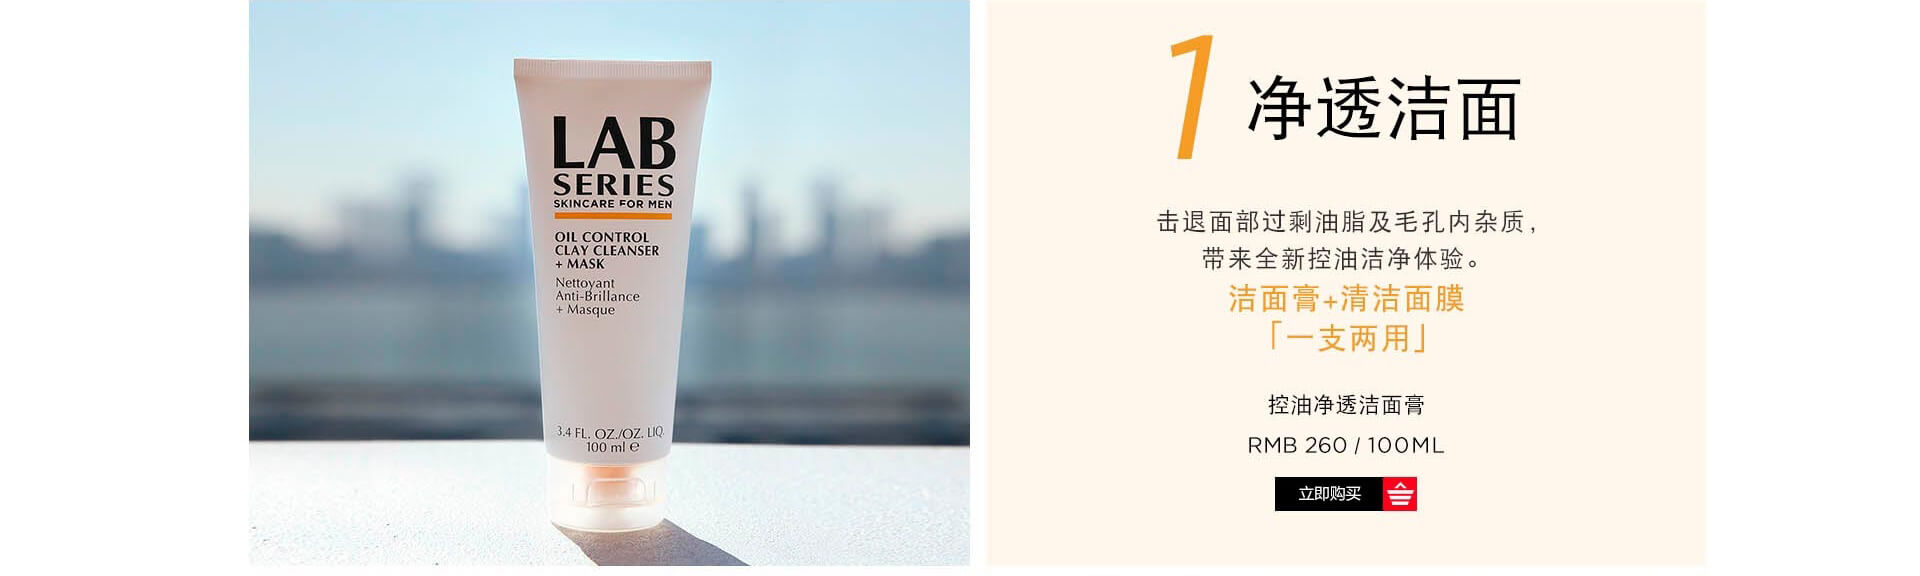 LAB
SERIES
SKINCARE FOR MEN
OIL CONTROL
CLAY CLEANSER
+ MASK
Nettoyant
Anti-Brillance
+ Masque
3.4 FL. OZ./OZ. LIQ.
100 ml ℮
1 净透洁面
击退面部过剩油脂及毛孔内杂质，
带来全新控油洁净体验。
洁面膏+清洁面膜
「一支两用」
控油净透洁面膏
RMB 260 / 100ML
立即购买